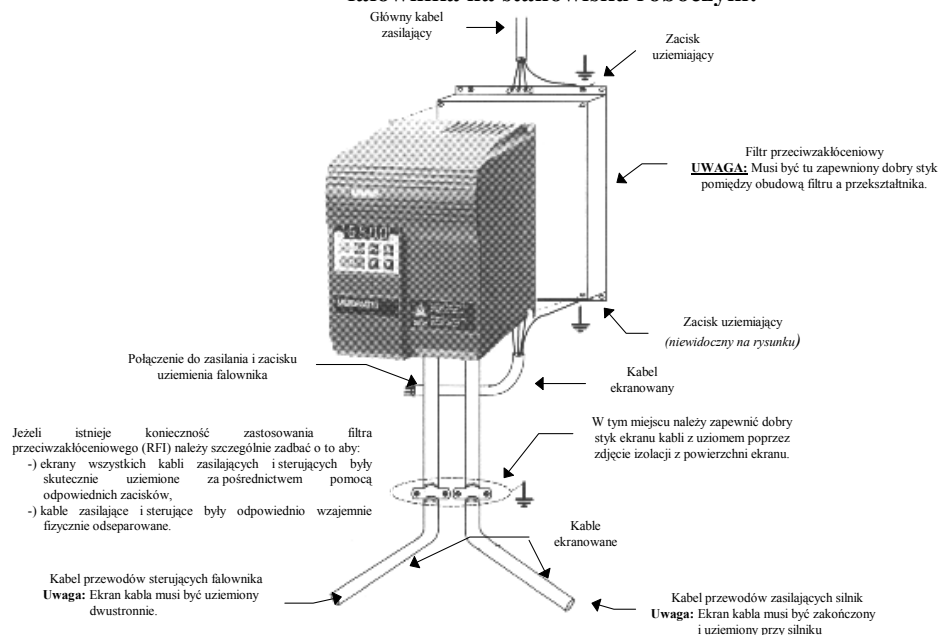 falownika na stanowisku roboczym.
Główny kabel
zasilający
Zacisk
uziemiający
Filtr przeciwzakłóceniowy
UWAGA: Musi być tu zapewniony dobry styk
pomiędzy obudową filtru a przekształtnika.
Zacisk uziemiający
(niewidoczny na rysunku)
Połączenie do zasilania i zacisku
uziemienia falownika
Kabel
ekranowany
W tym miejscu należy zapewnić dobry
styk ekranu kabli z uziomem poprzez
zdjęcie izolacji z powierzchni ekranu.
Jeżeli istnieje konieczność zastosowania filtra
przeciwzakłóceniowego (RFI) należy szczególnie zadbać o to aby:
-) ekrany wszystkich kabli zasilających i sterujących były
skutecznie uziemione za pośrednictwem pomocą
odpowiednich zacisków,
-) kable zasilające i sterujące były odpowiednio wzajemnie
fizycznie odseparowane.
Kable
ekranowane
Kabel przewodów sterujących falownika
Uwaga: Ekran kabla musi być uziemiony
dwustronnie.
Kabel przewodów zasilających silnik
Uwaga: Ekran kabla musi być zakończony
i uziemiony przy silniku